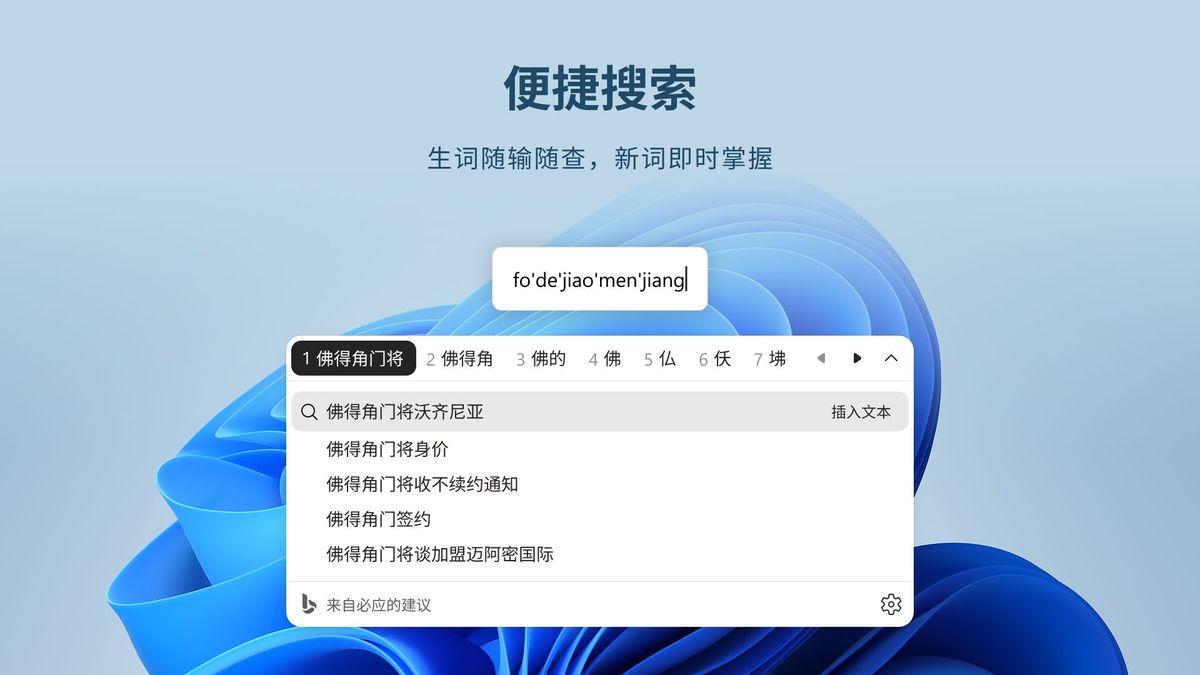 便捷搜索
生词随输随查，新词即时掌握
fo'de'jiao'men'jiang
1 佛得角门将 2 佛得角 3 佛的 4 佛 5 仏 6 仸 7 坲
佛得角门将沃齐尼亚 插入文本
佛得角门将身价
佛得角门将收不续约通知
佛得角门签约
佛得角门将谈加盟迈阿密国际
来自必应的建议